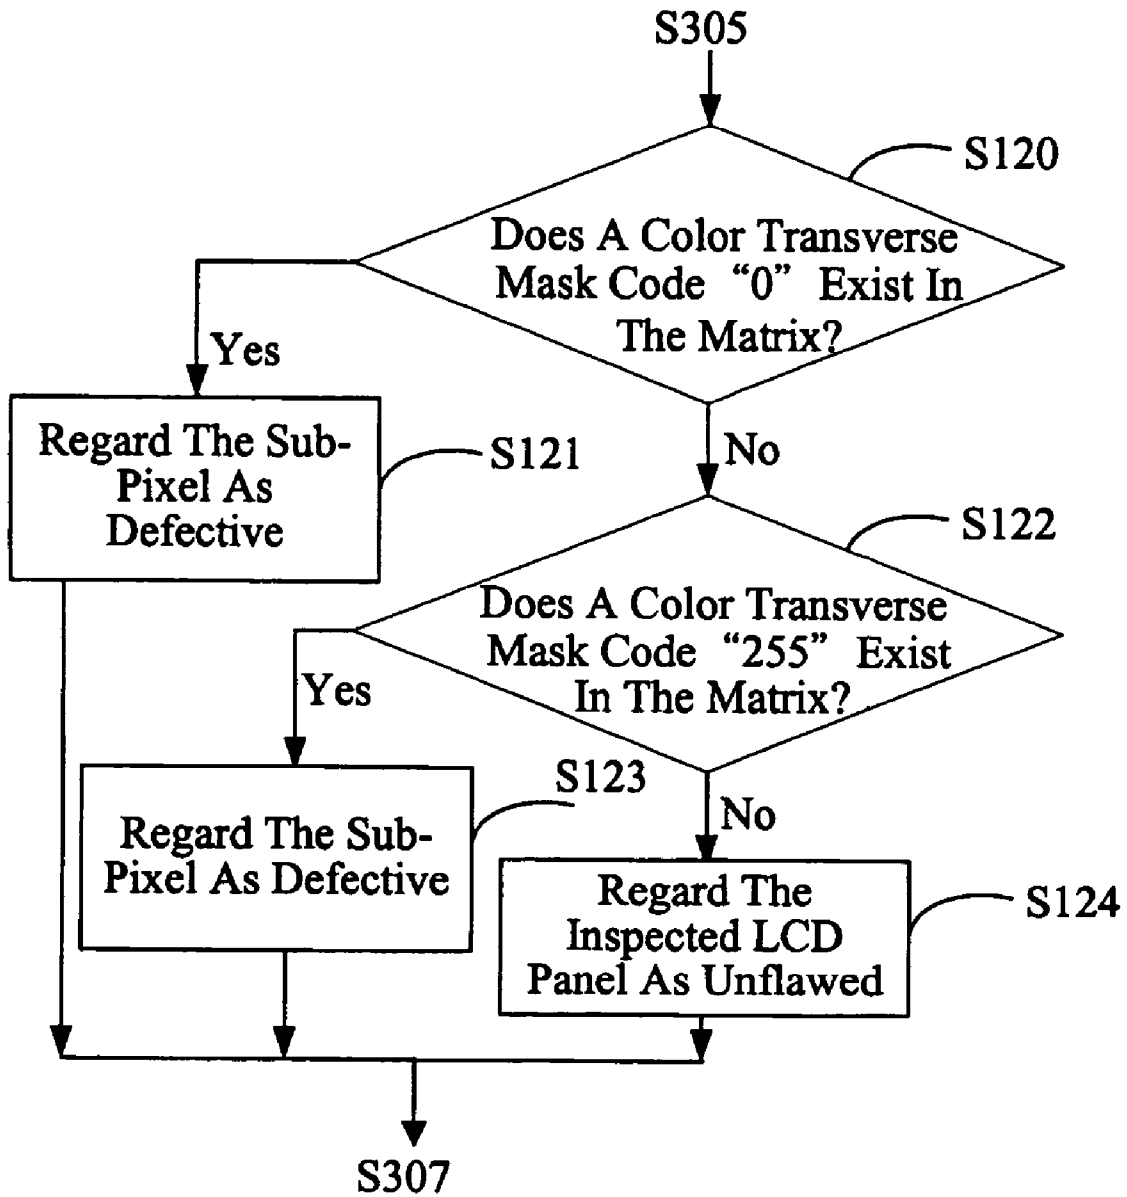 S305
S120
Does A Color Transverse
Mask Code “0” Exist In
The Matrix?
Yes
No
Regard The Sub-
Pixel As
Defective
S121
S122
Does A Color Transverse
Mask Code “255” Exist
In The Matrix?
Yes
No
S123
Regard The Sub-
Pixel As Defective
Regard The
Inspected LCD
Panel As Unflawed
S124
S307